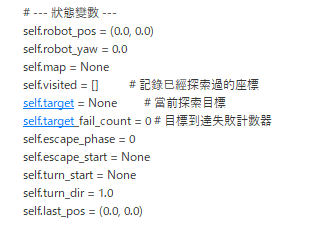 # --- 狀態變數 ---
self.robot_pos = (0.0, 0.0)
self.robot_yaw = 0.0
self.map = None
self.visited = [] # 記錄已經探索過的座標
self.target = None # 當前探索目標
self.target_fail_count = 0 # 目標到達失敗計數器
self.escape_phase = 0
self.escape_start = None
self.turn_start = None
self.turn_dir = 1.0
self.last_pos = (0.0, 0.0)